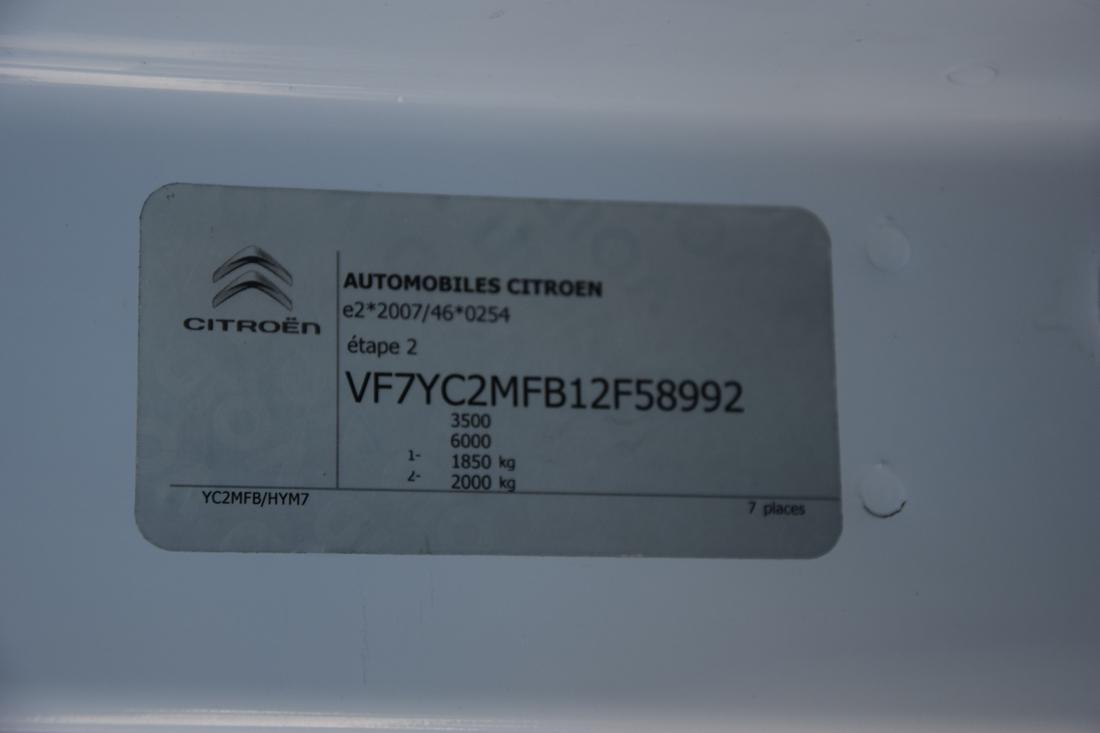 CITROËN
AUTOMOBILES CITROEN
e2*2007/46*0254
étape 2
VF7YC2MFB12F58992
3500
6000
1- 1850 kg
2- 2000 kg
YC2MFB/HYM7
7 places